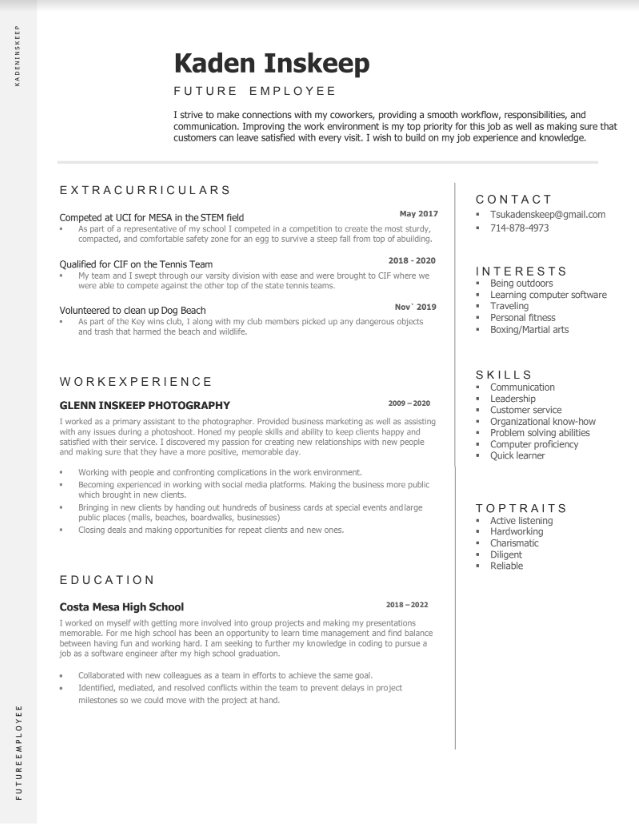 KADENINSKEEP
Kaden Inskeep
FUTURE EMPLOYEE
I strive to make connections with my coworkers, providing a smooth workflow, responsibilities, and
communication. Improving the work environment is my top priority for this job as well as making sure that
customers can leave satisfied with every visit. I wish to build on my job experience and knowledge.
EXTRACURRICULARS
Competed at UCI for MESA in the STEM field May 2017
▪ As part of a representative of my school I competed in a competition to create the most sturdy,
compacted, and comfortable safety zone for an egg to survive a steep fall from top of abuilding.
Qualified for CIF on the Tennis Team 2018 - 2020
▪ My team and I swept through our varsity division with ease and were brought to CIF where we
were able to compete against the other top of the state tennis teams.
Volunteered to clean up Dog Beach Nov` 2019
▪ As part of the Key wins club, I along with my club members picked up any dangerous objects
and trash that harmed the beach and wildlife.
WORKEXPERIENCE
GLENN INSKEEP PHOTOGRAPHY 2009 – 2020
I worked as a primary assistant to the photographer. Provided business marketing as well as assisting
with any issues during a photoshoot. Honed my people skills and ability to keep clients happy and
satisfied with their service. I discovered my passion for creating new relationships with new people
and making sure that they have a more positive, memorable day.
▪ Working with people and confronting complications in the work environment.
▪ Becoming experienced in working with social media platforms. Making the business more public
which brought in new clients.
▪ Bringing in new clients by handing out hundreds of business cards at special events and large
public places (malls, beaches, boardwalks, businesses)
▪ Closing deals and making opportunities for repeat clients and new ones.
EDUCATION
Costa Mesa High School 2018 – 2022
I worked on myself with getting more involved into group projects and making my presentations
memorable. For me high school has been an opportunity to learn time management and find balance
between having fun and working hard. I am seeking to further my knowledge in coding to pursue a
job as a software engineer after my high school graduation.
• Collaborated with new colleagues as a team in efforts to achieve the same goal.
• Identified, mediated, and resolved conflicts within the team to prevent delays in project
milestones so we could move with the project at hand.
CONTACT
▪ Tsukadenskeep@gmail.com
▪ 714-878-4973
INTERESTS
▪ Being outdoors
▪ Learning computer software
▪ Traveling
▪ Personal fitness
▪ Boxing/Martial arts
SKILLS
▪ Communication
▪ Leadership
▪ Customer service
▪ Organizational know-how
▪ Problem solving abilities
▪ Computer proficiency
▪ Quick learner
TOPTRAITS
▪ Active listening
▪ Hardworking
▪ Charismatic
▪ Diligent
▪ Reliable
FUTUREEMPLOYEE